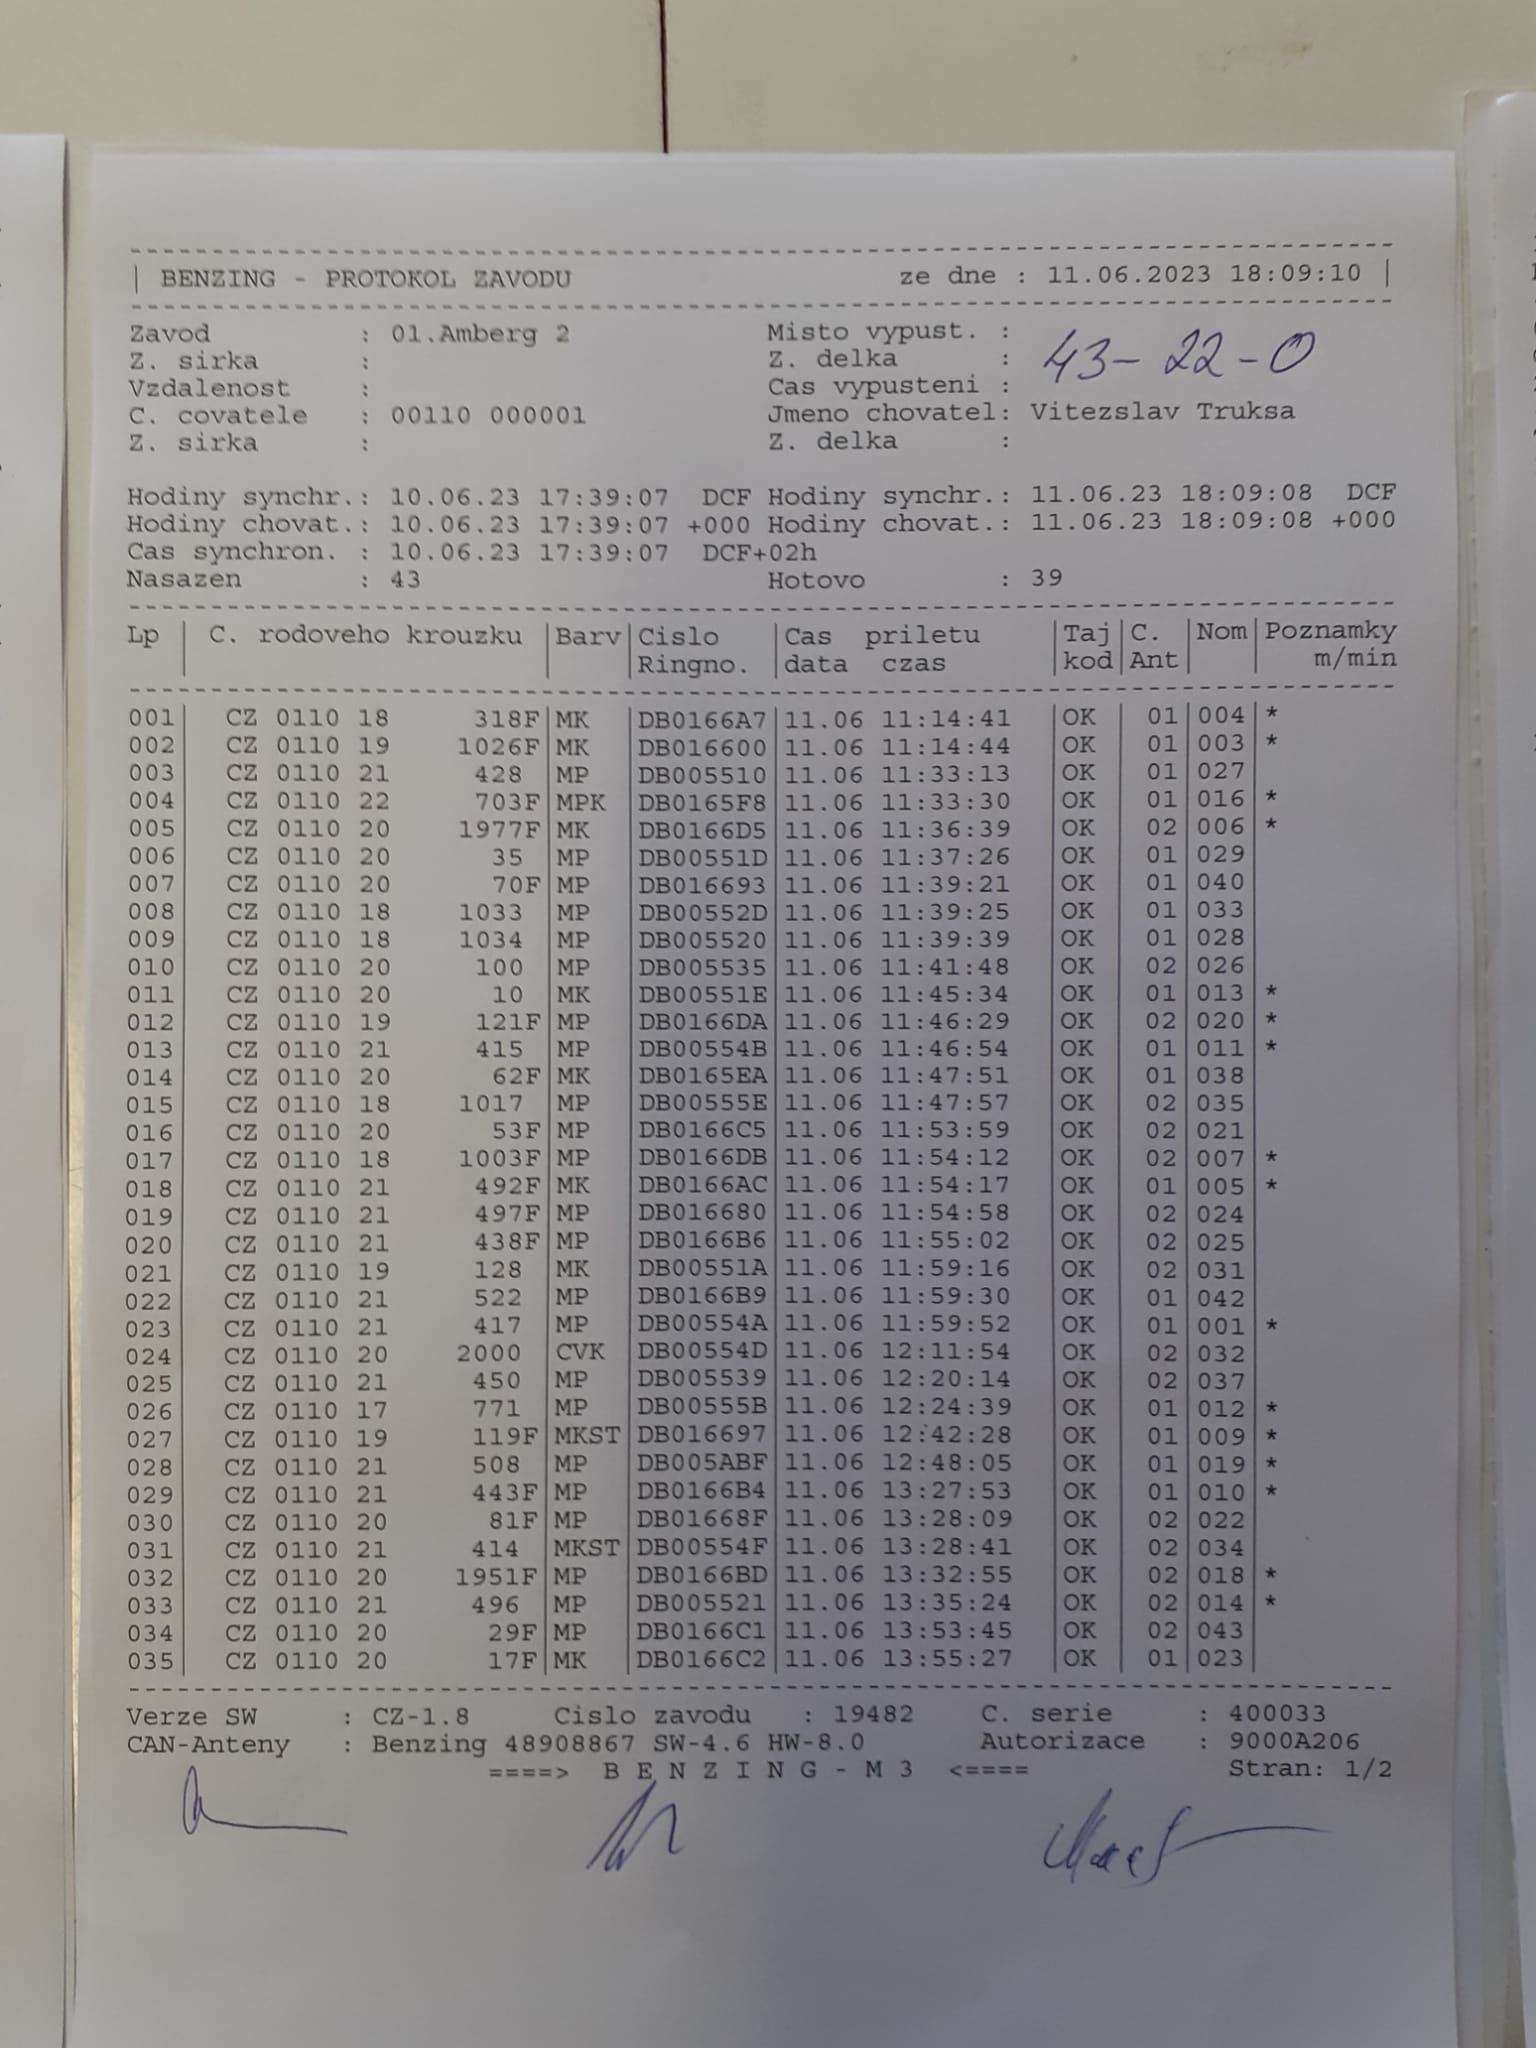 BENZING - PROTOKOL ZAVODU ze dne : 11.06.2023 18:09:10
Zavod : 01.Amberg 2 Misto vypust. :
Z. sirka : Z. delka : 43-22-0
Vzdalenost : Cas vypusteni :
C. covatele : 00110 000001 Jmeno chovatel: Vitezslav Truksa
Z. sirka : Z. delka :
Hodiny synchr.: 10.06.23 17:39:07 DCF Hodiny synchr.: 11.06.23 18:09:08 DCF
Hodiny chovat.: 10.06.23 17:39:07 +000 Hodiny chovat.: 11.06.23 18:09:08 +000
Cas synchron. : 10.06.23 17:39:07 DCF+02h
Nasazen : 43 Hotovo : 39
Lp | C. rodoveho krouzku | Barv | Cislo | Cas priletu | Taj | C. | Nom | Poznamky
Ringno. | data czas | kod | Ant | m/min
001 CZ 0110 18 318F MK DB0166A7 11.06 11:14:41 OK 01 004 *
002 CZ 0110 19 1026F MK DB016600 11.06 11:14:44 OK 01 003 *
003 CZ 0110 21 428 MP DB005510 11.06 11:33:13 OK 01 027
004 CZ 0110 22 703F MPK DB0165F8 11.06 11:33:30 OK 01 016 *
005 CZ 0110 20 1977F MK DB0166D5 11.06 11:36:39 OK 02 006 *
006 CZ 0110 20 35 MP DB00551D 11.06 11:37:26 OK 01 029
007 CZ 0110 20 70F MP DB016693 11.06 11:39:21 OK 01 040
008 CZ 0110 18 1033 MP DB00552D 11.06 11:39:25 OK 01 033
009 CZ 0110 18 1034 MP DB005520 11.06 11:39:39 OK 01 028
010 CZ 0110 20 100 MP DB005535 11.06 11:41:48 OK 02 026
011 CZ 0110 20 10 MK DB00551E 11.06 11:45:34 OK 01 013 *
012 CZ 0110 19 121F MP DB0166DA 11.06 11:46:29 OK 02 020 *
013 CZ 0110 21 415 MP DB00554B 11.06 11:46:54 OK 01 011 *
014 CZ 0110 20 62F MK DB0165EA 11.06 11:47:51 OK 01 038
015 CZ 0110 18 1017 MP DB00555E 11.06 11:47:57 OK 02 035
016 CZ 0110 20 53F MP DB0166C5 11.06 11:53:59 OK 02 021
017 CZ 0110 18 1003F MP DB0166DB 11.06 11:54:12 OK 02 007 *
018 CZ 0110 21 492F MK DB0166AC 11.06 11:54:17 OK 01 005 *
019 CZ 0110 21 497F MP DB016680 11.06 11:54:58 OK 02 024
020 CZ 0110 21 438F MP DB0166B6 11.06 11:55:02 OK 02 025
021 CZ 0110 19 128 MK DB00551A 11.06 11:59:16 OK 02 031
022 CZ 0110 21 522 MP DB0166B9 11.06 11:59:30 OK 01 042
023 CZ 0110 21 417 MP DB00554A 11.06 11:59:52 OK 01 001 *
024 CZ 0110 20 2000 CVK DB00554D 11.06 12:11:54 OK 02 032
025 CZ 0110 21 450 MP DB005539 11.06 12:20:14 OK 02 037
026 CZ 0110 17 771 MP DB00555B 11.06 12:24:39 OK 01 012 *
027 CZ 0110 19 119F MKST DB016697 11.06 12:42:28 OK 01 009 *
028 CZ 0110 21 508 MP DB005ABF 11.06 12:48:05 OK 01 019 *
029 CZ 0110 21 443F MP DB0166B4 11.06 13:27:53 OK 01 010 *
030 CZ 0110 20 81F MP DB01668F 11.06 13:28:09 OK 02 022
031 CZ 0110 21 414 MKST DB00554F 11.06 13:28:41 OK 02 034
032 CZ 0110 20 1951F MP DB0166BD 11.06 13:32:55 OK 02 018 *
033 CZ 0110 21 496 MP DB005521 11.06 13:35:24 OK 02 014 *
034 CZ 0110 20 29F MP DB0166C1 11.06 13:53:45 OK 02 043
035 CZ 0110 20 17F MK DB0166C2 11.06 13:55:27 OK 01 023
Verze SW : CZ-1.8 Cislo zavodu : 19482 C. serie : 400033
CAN-Anteny : Benzing 48908867 SW-4.6 HW-8.0 Autorizace : 9000A206
====> B E N Z I N G - M 3 <==== Stran: 1/2